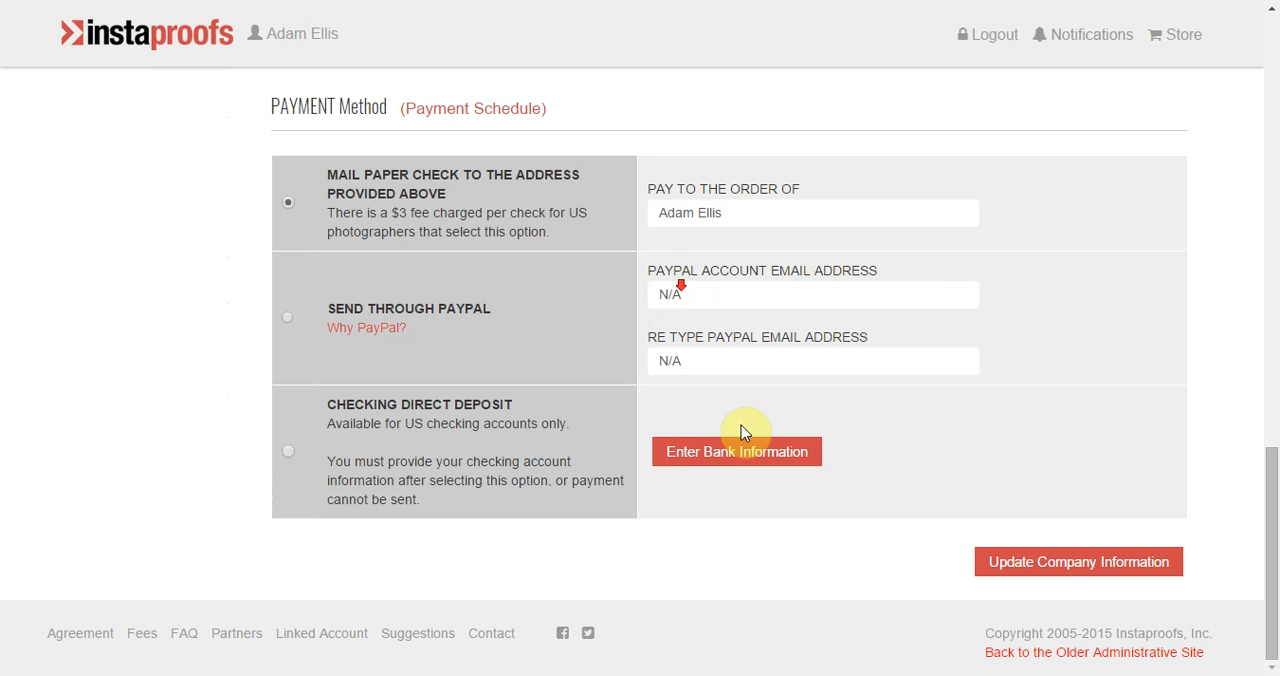 instaproofs Adam Ellis Logout Notifications Store
PAYMENT Method (Payment Schedule)
MAIL PAPER CHECK TO THE ADDRESS
PROVIDED ABOVE
There is a $3 fee charged per check for US
photographers that select this option.
PAY TO THE ORDER OF
Adam Ellis
SEND THROUGH PAYPAL
Why PayPal?
PAYPAL ACCOUNT EMAIL ADDRESS
N/A
RE TYPE PAYPAL EMAIL ADDRESS
N/A
CHECKING DIRECT DEPOSIT
Available for US checking accounts only.
You must provide your checking account
information after selecting this option. or payment
cannot be sent.
Enter Bank Information
Update Company Information
Agreement Fees FAQ Partners Linked Account Suggestions Contact
Copyright 2005-2015 Instaproofs, Inc.
Back to the Older Administrative Site